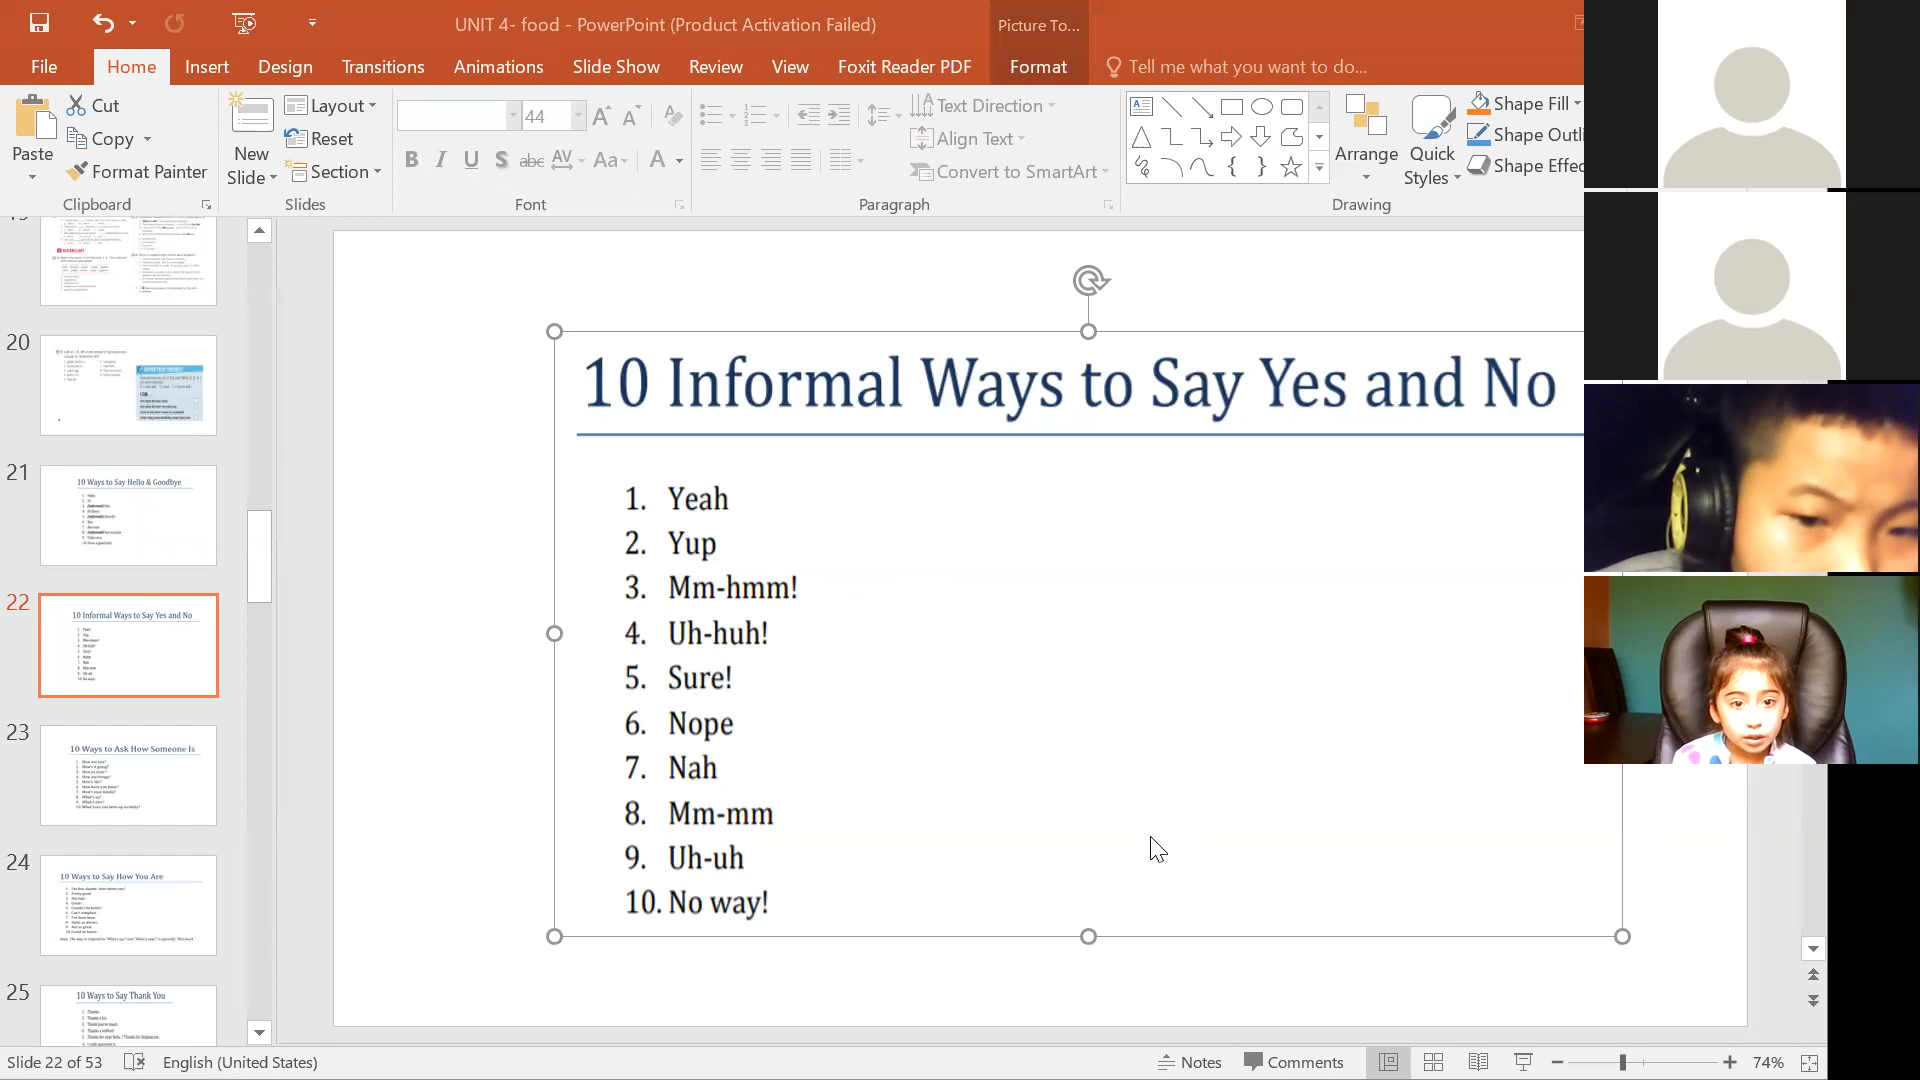 UNIT 4- food - PowerPoint (Product Activation Failed)
Picture To...
File Home Insert Design Transitions Animations Slide Show Review View Foxit Reader PDF Format Tell me what you want to do...
Paste
Cut
Copy
Format Painter
Clipboard
New Slide
Layout
Reset
Section
Slides
44
B I U S abc AV Aa A
Font
Text Direction
Align Text
Convert to SmartArt
Paragraph
Arrange
Quick Styles
Shape Fill
Shape Outli
Shape Effec
Drawing
20
21
10 Ways to Say Hello & Goodbye
22
10 Informal Ways to Say Yes and No
23
10 Ways to Ask How Someone Is
24
10 Ways to Say How You Are
25
10 Ways to Say Thank You
10 Informal Ways to Say Yes and No
1. Yeah
2. Yup
3. Mm-hmm!
4. Uh-huh!
5. Sure!
6. Nope
7. Nah
8. Mm-mm
9. Uh-uh
10. No way!
Slide 22 of 53 English (United States) Notes Comments 74%